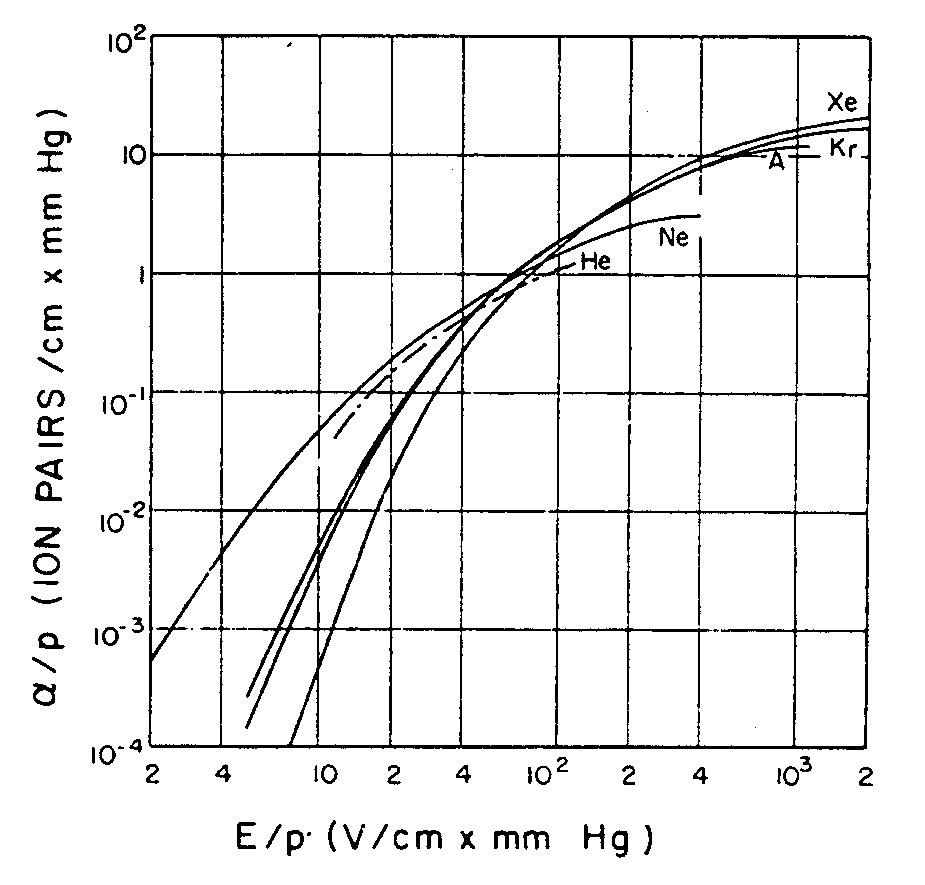 10²
10
1
10⁻¹
10⁻²
10⁻³
10⁻⁴
α/p (ION PAIRS/cm x mm Hg)
Xe
Kr
A
Ne
He
2 4 10 2 4 10² 2 4 10³ 2
E/p (V/cm x mm Hg)